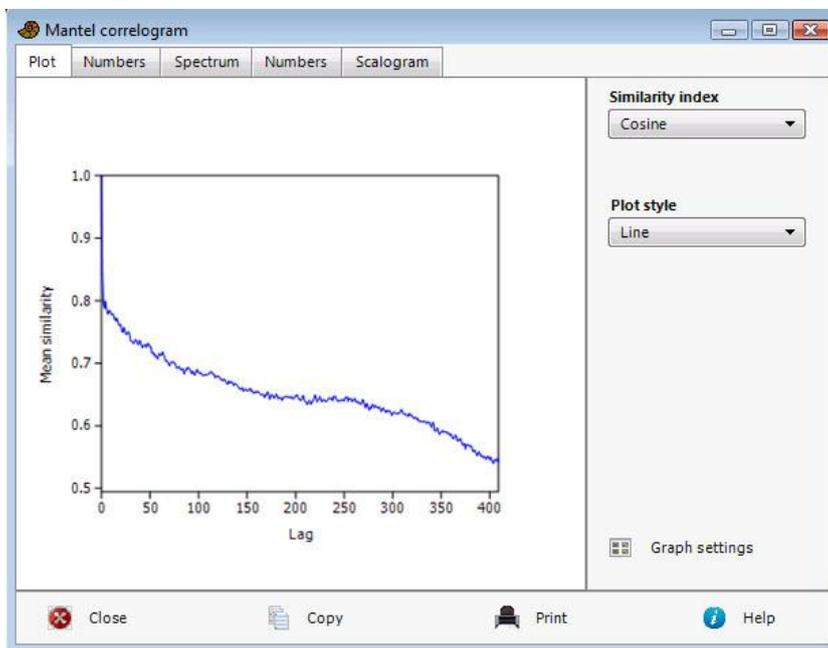 Mantel correlogram
Plot Numbers Spectrum Numbers Scalogram
Similarity index
Cosine
Plot style
Line
1.0
0.9
0.8
0.7
0.6
0.5
Mean similarity
0 50 100 150 200 250 300 350 400
Lag
Graph settings
Close Copy Print Help